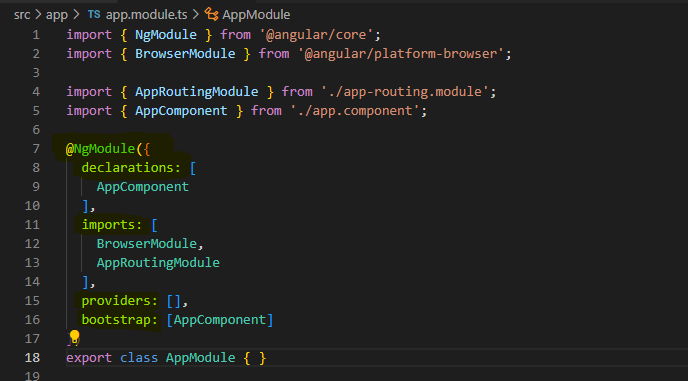 src > app > TS app.module.ts > AppModule
1 import { NgModule } from '@angular/core';
2 import { BrowserModule } from '@angular/platform-browser';
3
4 import { AppRoutingModule } from './app-routing.module';
5 import { AppComponent } from './app.component';
6
7 @NgModule({
8   declarations: [
9     AppComponent
10   ],
11   imports: [
12     BrowserModule,
13     AppRoutingModule
14   ],
15   providers: [],
16   bootstrap: [AppComponent]
17
18 export class AppModule { }
19